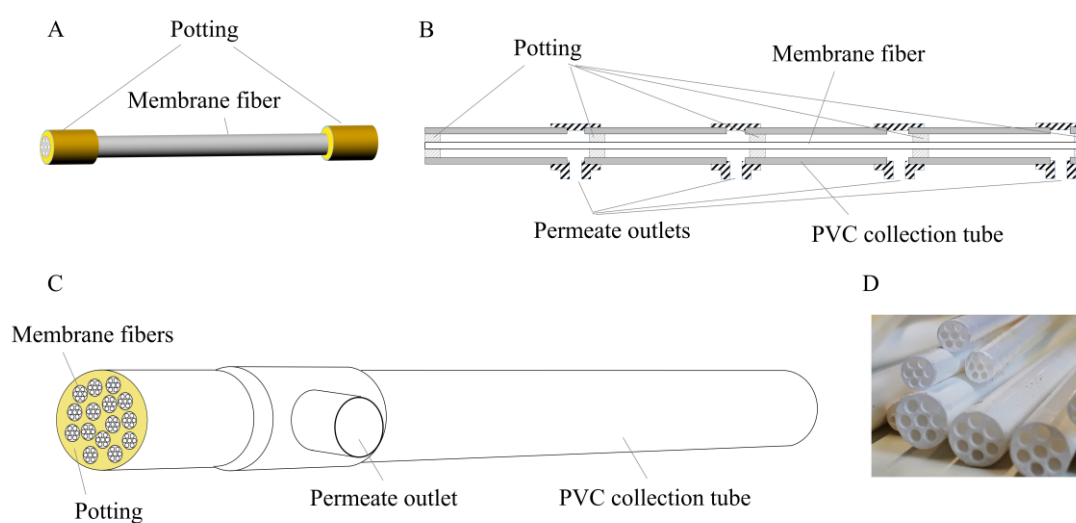 A
Potting
Membrane fiber
B
Potting
Membrane fiber
Permeate outlets
PVC collection tube
C
Membrane fibers
Potting
Permeate outlet
PVC collection tube
D